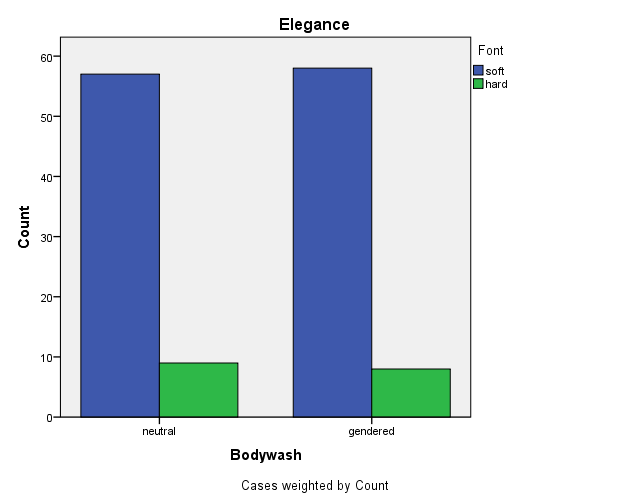 Elegance
Font
soft
hard
60
50
40
30
20
10
0
Count
neutral
gendered
Bodywash
Cases weighted by Count